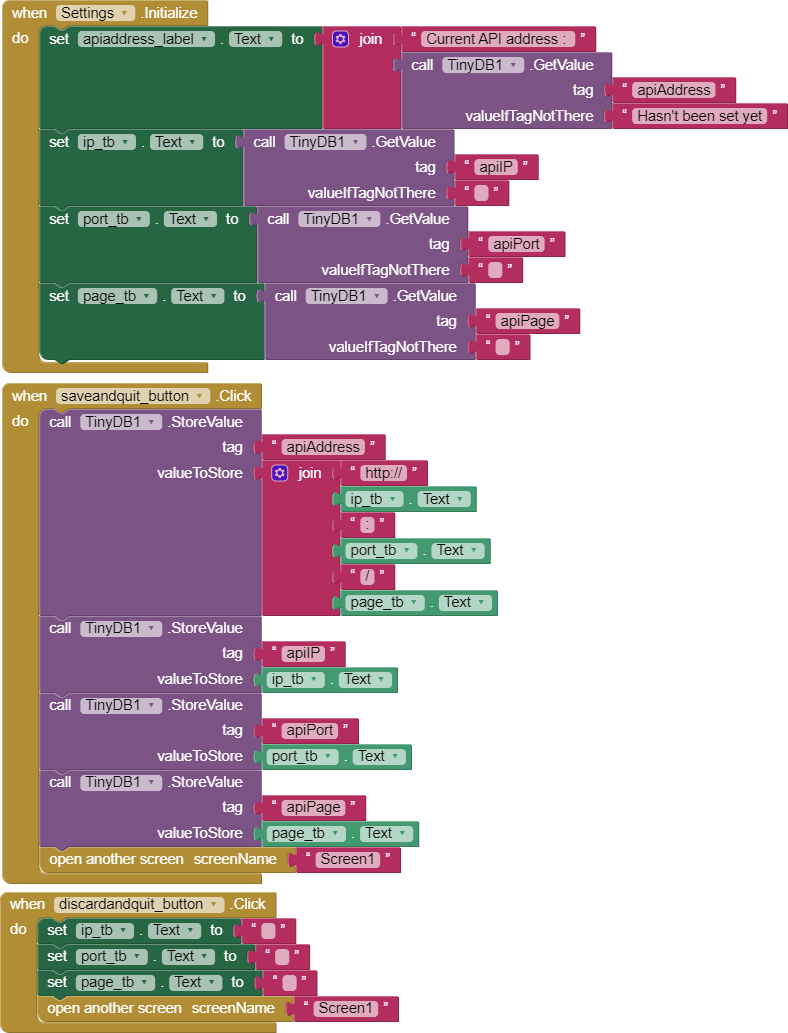 when Settings .Initialize
do set apiaddress_label . Text to join “ Current API address : ”
call TinyDB1 .GetValue
tag “ apiAddress ”
valueIfTagNotThere “ Hasn't been set yet ”
set ip_tb . Text to call TinyDB1 .GetValue
tag “ apiIP ”
valueIfTagNotThere “ ”
set port_tb . Text to call TinyDB1 .GetValue
tag “ apiPort ”
valueIfTagNotThere “ ”
set page_tb . Text to call TinyDB1 .GetValue
tag “ apiPage ”
valueIfTagNotThere “ ”
when saveandquit_button .Click
do call TinyDB1 .StoreValue
tag “ apiAddress ”
valueToStore join “ http:// ”
ip_tb . Text
“ : ”
port_tb . Text
“ / ”
page_tb . Text
call TinyDB1 .StoreValue
tag “ apiIP ”
valueToStore ip_tb . Text
call TinyDB1 .StoreValue
tag “ apiPort ”
valueToStore port_tb . Text
call TinyDB1 .StoreValue
tag “ apiPage ”
valueToStore page_tb . Text
open another screen screenName “ Screen1 ”
when discardandquit_button .Click
do set ip_tb . Text to “ ”
set port_tb . Text to “ ”
set page_tb . Text to “ ”
open another screen screenName “ Screen1 ”